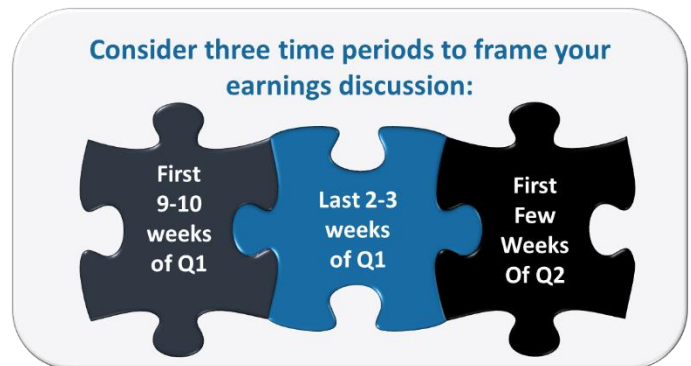 Consider three time periods to frame your
earnings discussion:
First
9-10
weeks
of Q1
Last 2-3
weeks
of Q1
First
Few
Weeks
Of Q2